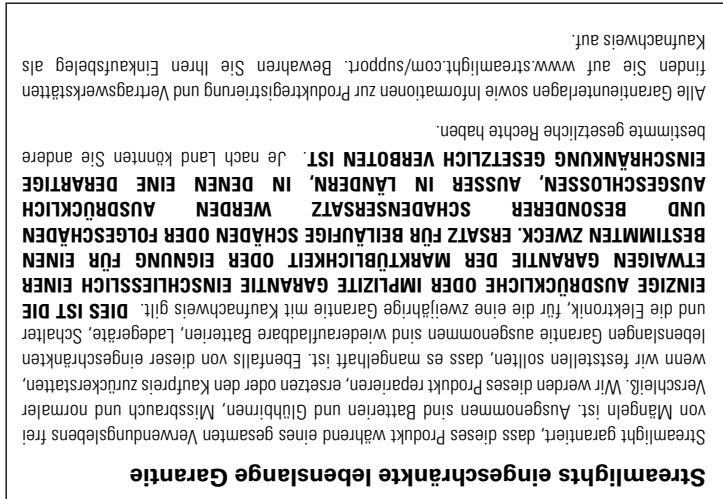 Streamlights eingeschränkte lebenslange Garantie
Streamlight garantiert, dass dieses Produkt während eines gesamten Verwendungslebens frei
von Mängeln ist. Ausgenommen sind Batterien und Glühbirnen, Missbrauch und normaler
Verschleiß. Wir werden dieses Produkt reparieren, ersetzen oder den Kaufpreis zurückerstatten,
wenn wir feststellen sollten, dass es mangelhaft ist. Ebenfalls von dieser eingeschränkten
lebenslangen Garantie ausgenommen sind wiederaufladbare Batterien, Ladegeräte, Schalter
und die Elektronik, für die eine zweijährige Garantie mit Kaufnachweis gilt. DIES IST DIE
EINZIGE AUSDRÜCKLICHE ODER IMPLIZITE GARANTIE EINSCHLIESSLICH EINER
ETWAIGEN GARANTIE DER MARKTÜBLICHKEIT ODER EIGNUNG FÜR EINEN
BESTIMMTEN ZWECK. ERSATZ FÜR BEILÄUFIGE SCHÄDEN ODER FOLGESCHÄDEN
UND BESONDERER SCHADENSERSATZ WERDEN AUSDRÜCKLICH
AUSGESCHLOSSEN, AUSSER IN LÄNDERN, IN DENEN EINE DERARTIGE
EINSCHRÄNKUNG GESETZLICH VERBOTEN IST. Je nach Land könnten Sie andere
bestimmte gesetzliche Rechte haben.
Alle Garantieunterlagen sowie Informationen zur Produktregistrierung und Vertragswerkstätten
finden Sie auf www.streamlight.com/support. Bewahren Sie Ihren Einkaufsbeleg als
Kaufnachweis auf.